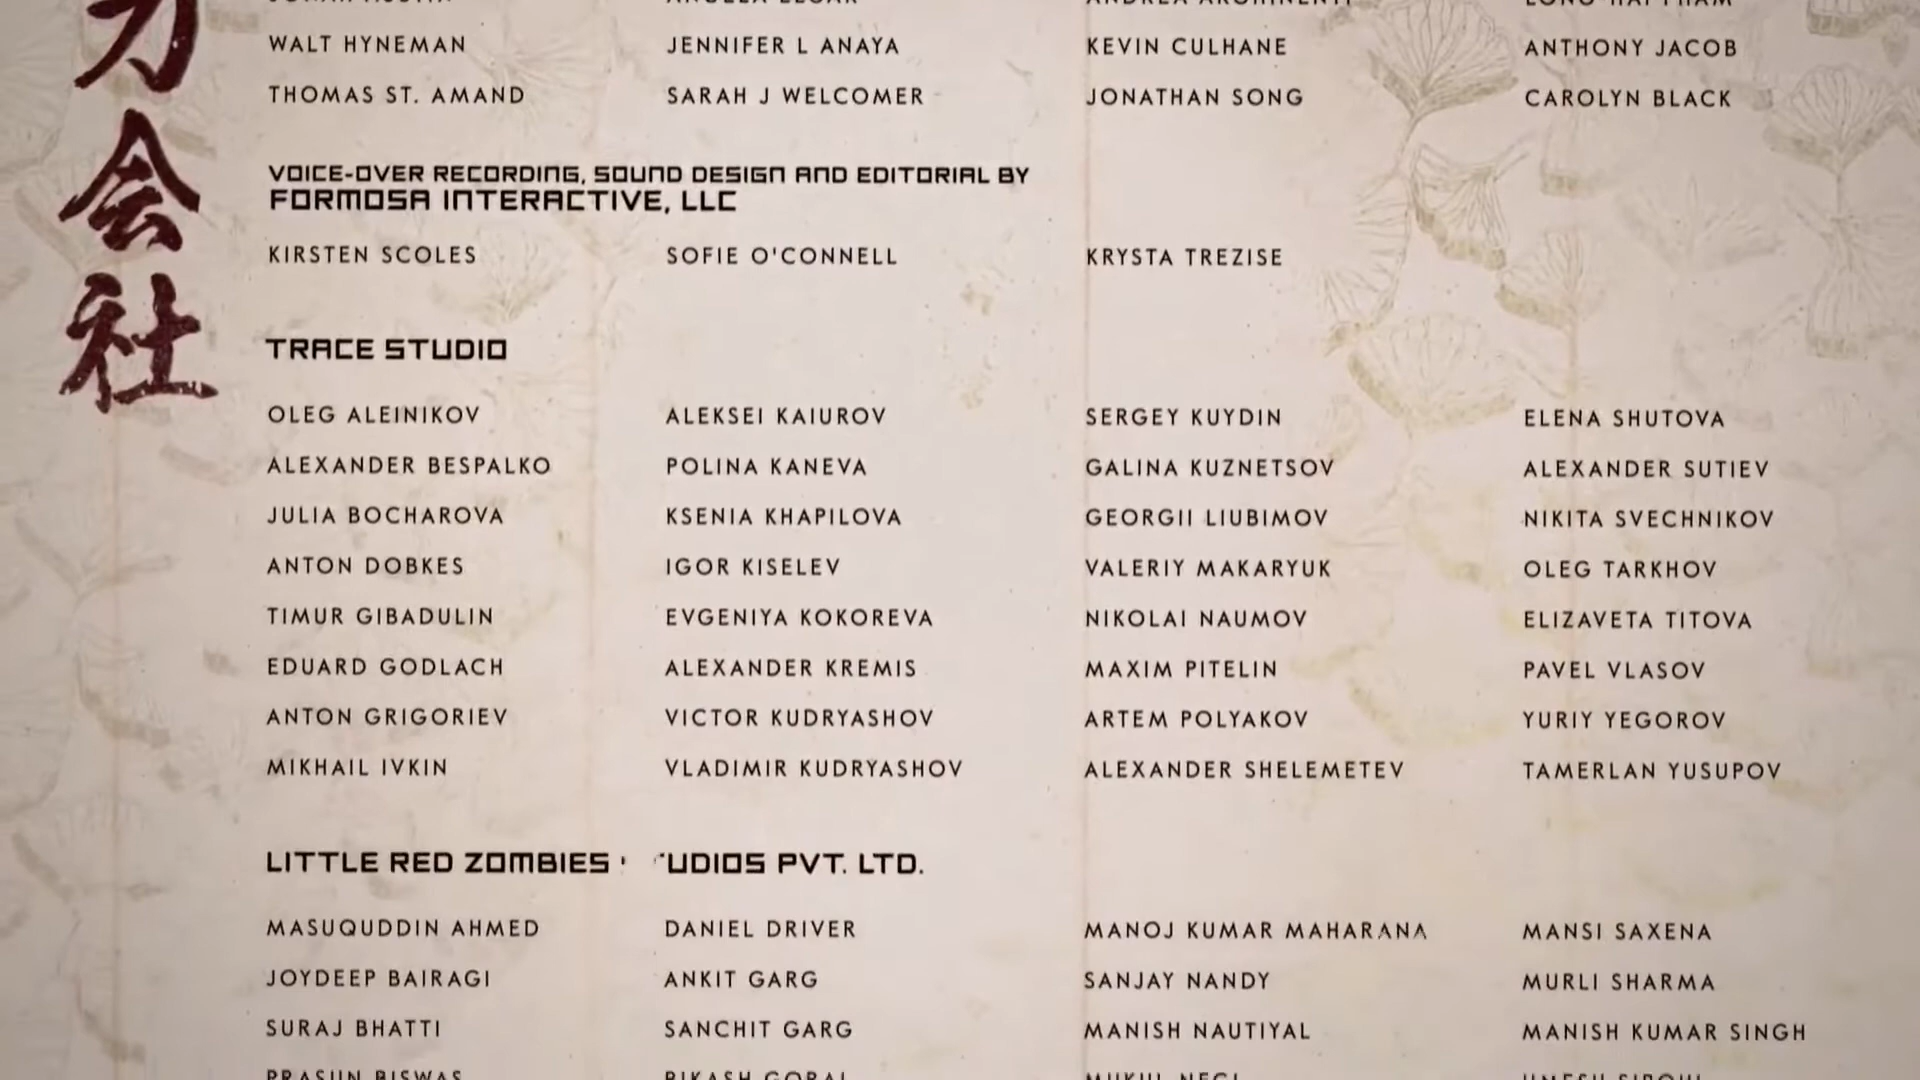 力
会
社
WALT HYNEMAN JENNIFER L ANAYA KEVIN CULHANE ANTHONY JACOB
THOMAS ST. AMAND SARAH J WELCOMER JONATHAN SONG CAROLYN BLACK
VOICE-OVER RECORDING, SOUND DESIGN AND EDITORIAL BY
FORMOSA INTERACTIVE, LLC
KIRSTEN SCOLES SOFIE O'CONNELL KRYSTA TREZISE
TRACE STUDIO
OLEG ALEINIKOV ALEKSEI KAIUROV SERGEY KUYDIN ELENA SHUTOVA
ALEXANDER BESPALKO POLINA KANEVA GALINA KUZNETSOV ALEXANDER SUTIEV
JULIA BOCHAROVA KSENIA KHAPILOVA GEORGII LIUBIMOV NIKITA SVECHNIKOV
ANTON DOBKES IGOR KISELEV VALERIY MAKARYUK OLEG TARKHOV
TIMUR GIBADULIN EVGENIYA KOKOREVA NIKOLAI NAUMOV ELIZAVETA TITOVA
EDUARD GODLACH ALEXANDER KREMIS MAXIM PITELIN PAVEL VLASOV
ANTON GRIGORIEV VICTOR KUDRYASHOV ARTEM POLYAKOV YURIY YEGOROV
MIKHAIL IVKIN VLADIMIR KUDRYASHOV ALEXANDER SHELEMETEV TAMERLAN YUSUPOV
LITTLE RED ZOMBIES UDIOS PVT. LTD.
MASUQUDDIN AHMED DANIEL DRIVER MANOJ KUMAR MAHARANA MANSI SAXENA
JOYDEEP BAIRAGI ANKIT GARG SANJAY NANDY MURLI SHARMA
SURAJ BHATTI SANCHIT GARG MANISH NAUTIYAL MANISH KUMAR SINGH